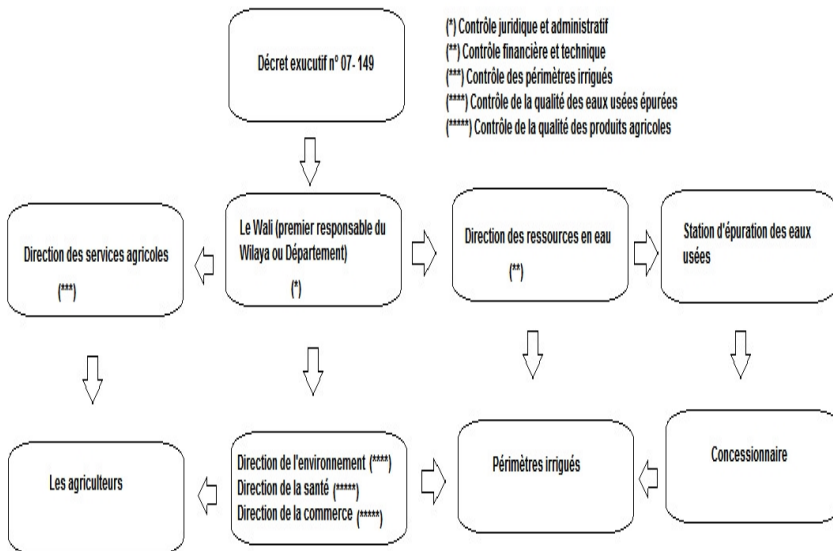 Décret exucutif nº 07-149
(*) Contrôle juridique et administratif
(**) Contrôle financière et technique
(***) Contrôle des périmètres irrigués
(****) Contrôle de la qualité des eaux usées épurées
(*****) Contrôle de la qualité des produits agricoles
Direction des services agricoles
(***)
Le Wali (premier responsable du
Wilaya ou Département)
(*)
Direction des ressources en eau
(**)
Station d'épuration des eaux
usées
Les agriculteurs
Direction de l'environnement (****)
Direction de la santé (*****)
Direction de la commerce (*****)
Périmètres irrigués
Concessionnaire